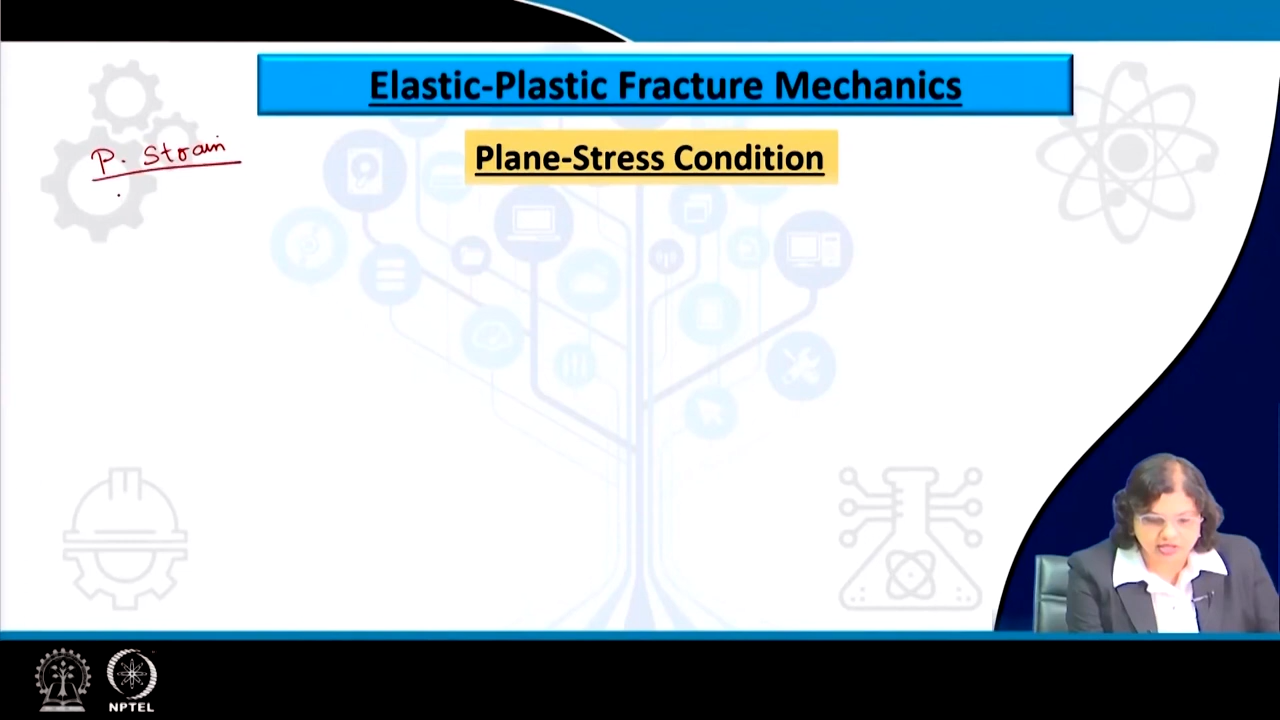 Elastic-Plastic Fracture Mechanics
Plane-Stress Condition
P. Strain
NPTEL